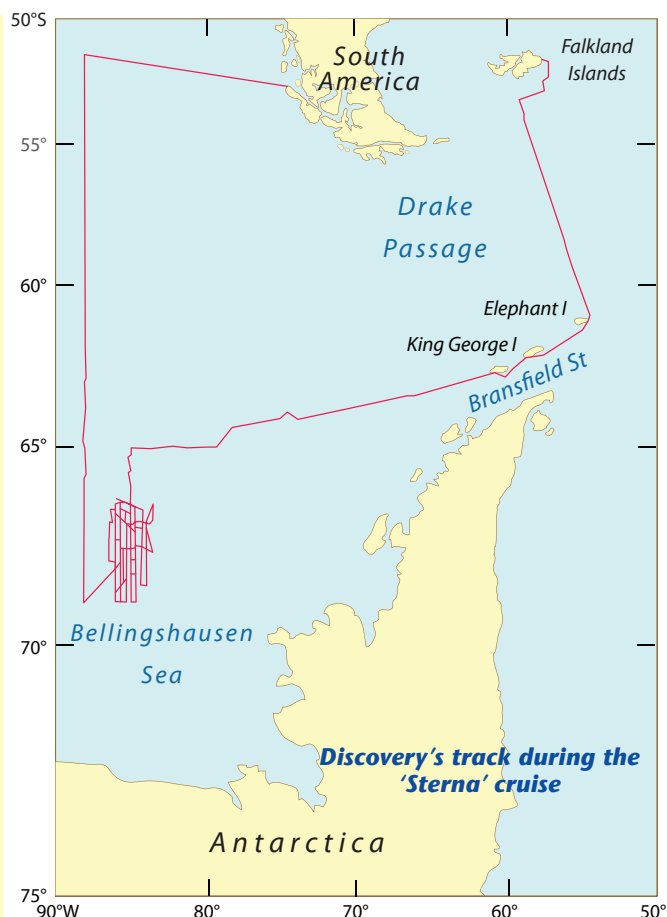 50°S
South
America
Falkland
Islands
55°
Drake
Passage
60°
Elephant I
King George I
Bransfield St
65°
Bellingshausen
Sea
70°
Discovery's track during the
'Sterna' cruise
Antarctica
75°
90°W
80°
70°
60°
50°